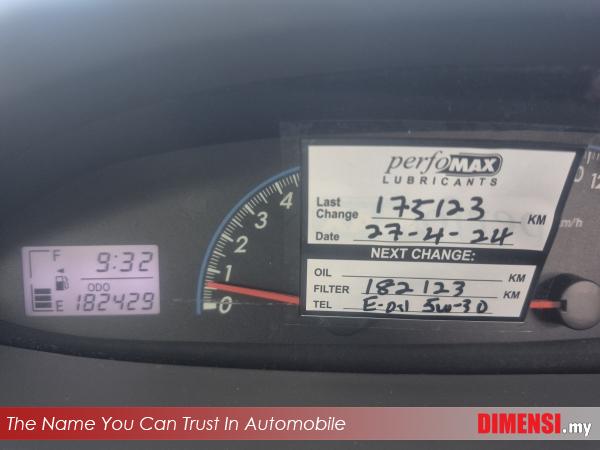 F
9:32
ODO
E 182429
4
3
2
1
0
perfoMAX
LUBRICANTS
Last Change 175123 KM
Date 27-4-24
NEXT CHANGE:
OIL KM
FILTER 182123 KM
TEL E-oil 5w-30
The Name You Can Trust In Automobile
DIMENSI.my